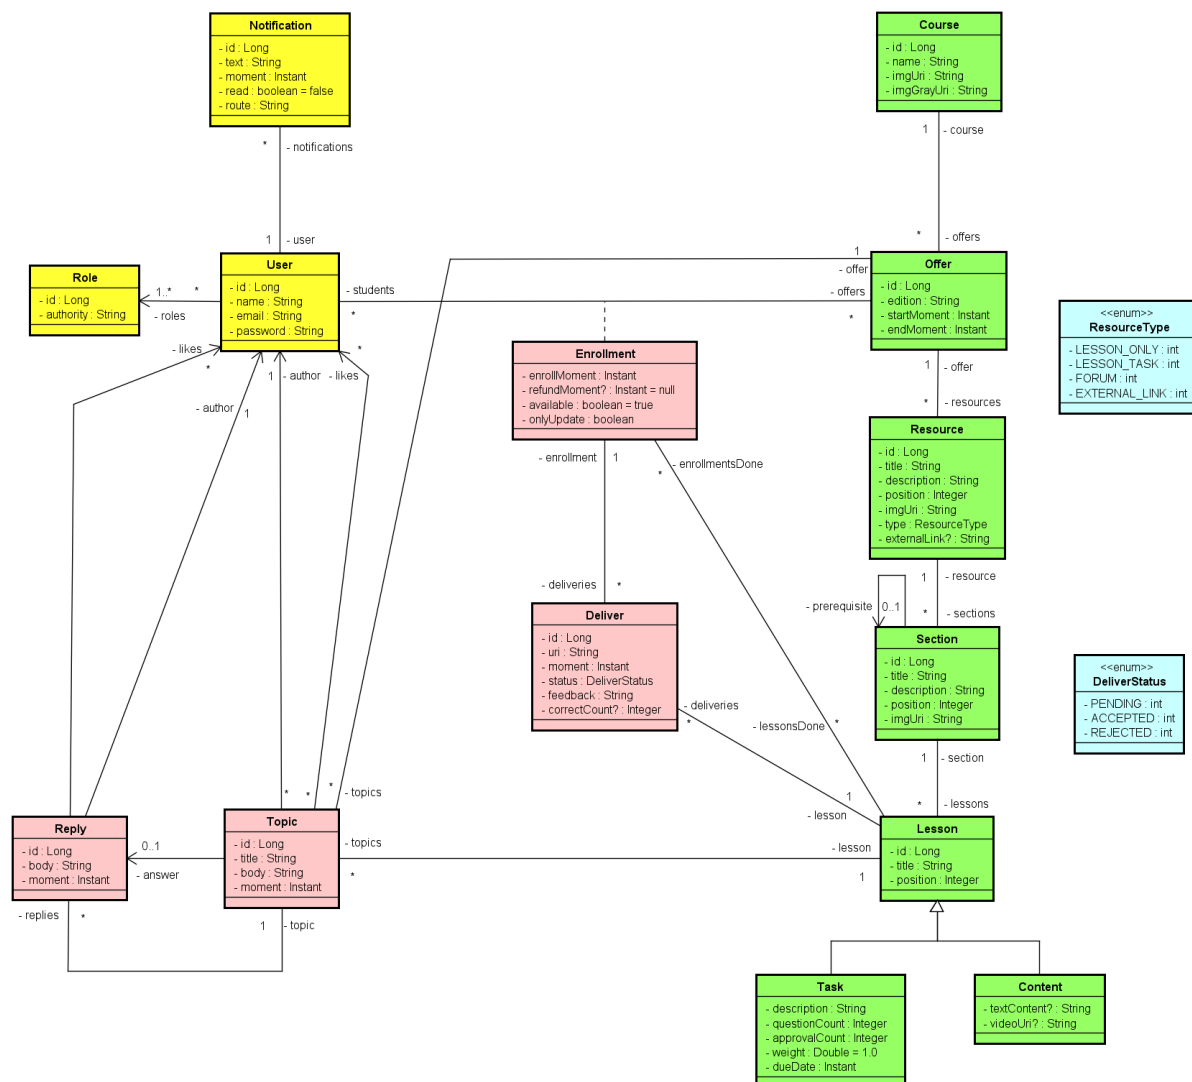 Notification
- id : Long
- text : String
- moment : Instant
- read : boolean = false
- route : String
Course
- id : Long
- name : String
- imgUri : String
- imgGrayUri : String
* - notifications
1 - course
1 - user
* - offers
Role
- id : Long
- authority : String
1..* *
- roles
User
- id : Long
- name : String
- email : String
- password : String
- students
*
1
- offer
- offers
*
Offer
- id : Long
- edition : String
- startMoment : Instant
- endMoment : Instant
<<enum>>
ResourceType
- LESSON_ONLY : int
- LESSON_TASK : int
- FORUM : int
- EXTERNAL_LINK : int
- likes
*
- author
1
1 - author
*
- likes
Enrollment
- enrollMoment : Instant
- refundMoment? : Instant = null
- available : boolean = true
- onlyUpdate : boolean
1 - offer
* - resources
Resource
- id : Long
- title : String
- description : String
- position : Integer
- imgUri : String
- type : ResourceType
- externalLink? : String
- enrollment 1
- enrollmentsDone
*
- deliveries *
1 - resource
- prerequisite 0..1
* - sections
Deliver
- id : Long
- uri : String
- moment : Instant
- status : DeliverStatus
- feedback : String
- correctCount? : Integer
Section
- id : Long
- title : String
- description : String
- position : Integer
- imgUri : String
<<enum>>
DeliverStatus
- PENDING : int
- ACCEPTED : int
- REJECTED : int
- deliveries
*
- lessonsDone *
1 - section
* - lessons
1
- lesson
* * * - topics
Reply
- id : Long
- body : String
- moment : Instant
0..1
- answer
Topic
- id : Long
- title : String
- body : String
- moment : Instant
- topics
*
- lesson
1
Lesson
- id : Long
- title : String
- position : Integer
- replies *
1 - topic
Task
- description : String
- questionCount : Integer
- approvalCount : Integer
- weight : Double = 1.0
- dueDate : Instant
Content
- textContent? : String
- videoUri? : String